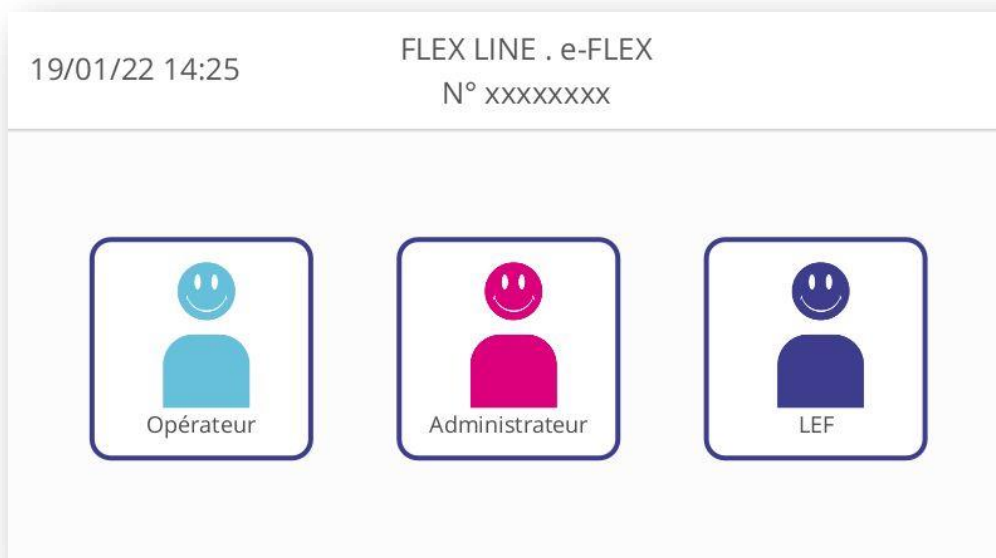 19/01/22 14:25
FLEX LINE . e-FLEX
N° xxxxxxxx
Opérateur
Administrateur
LEF